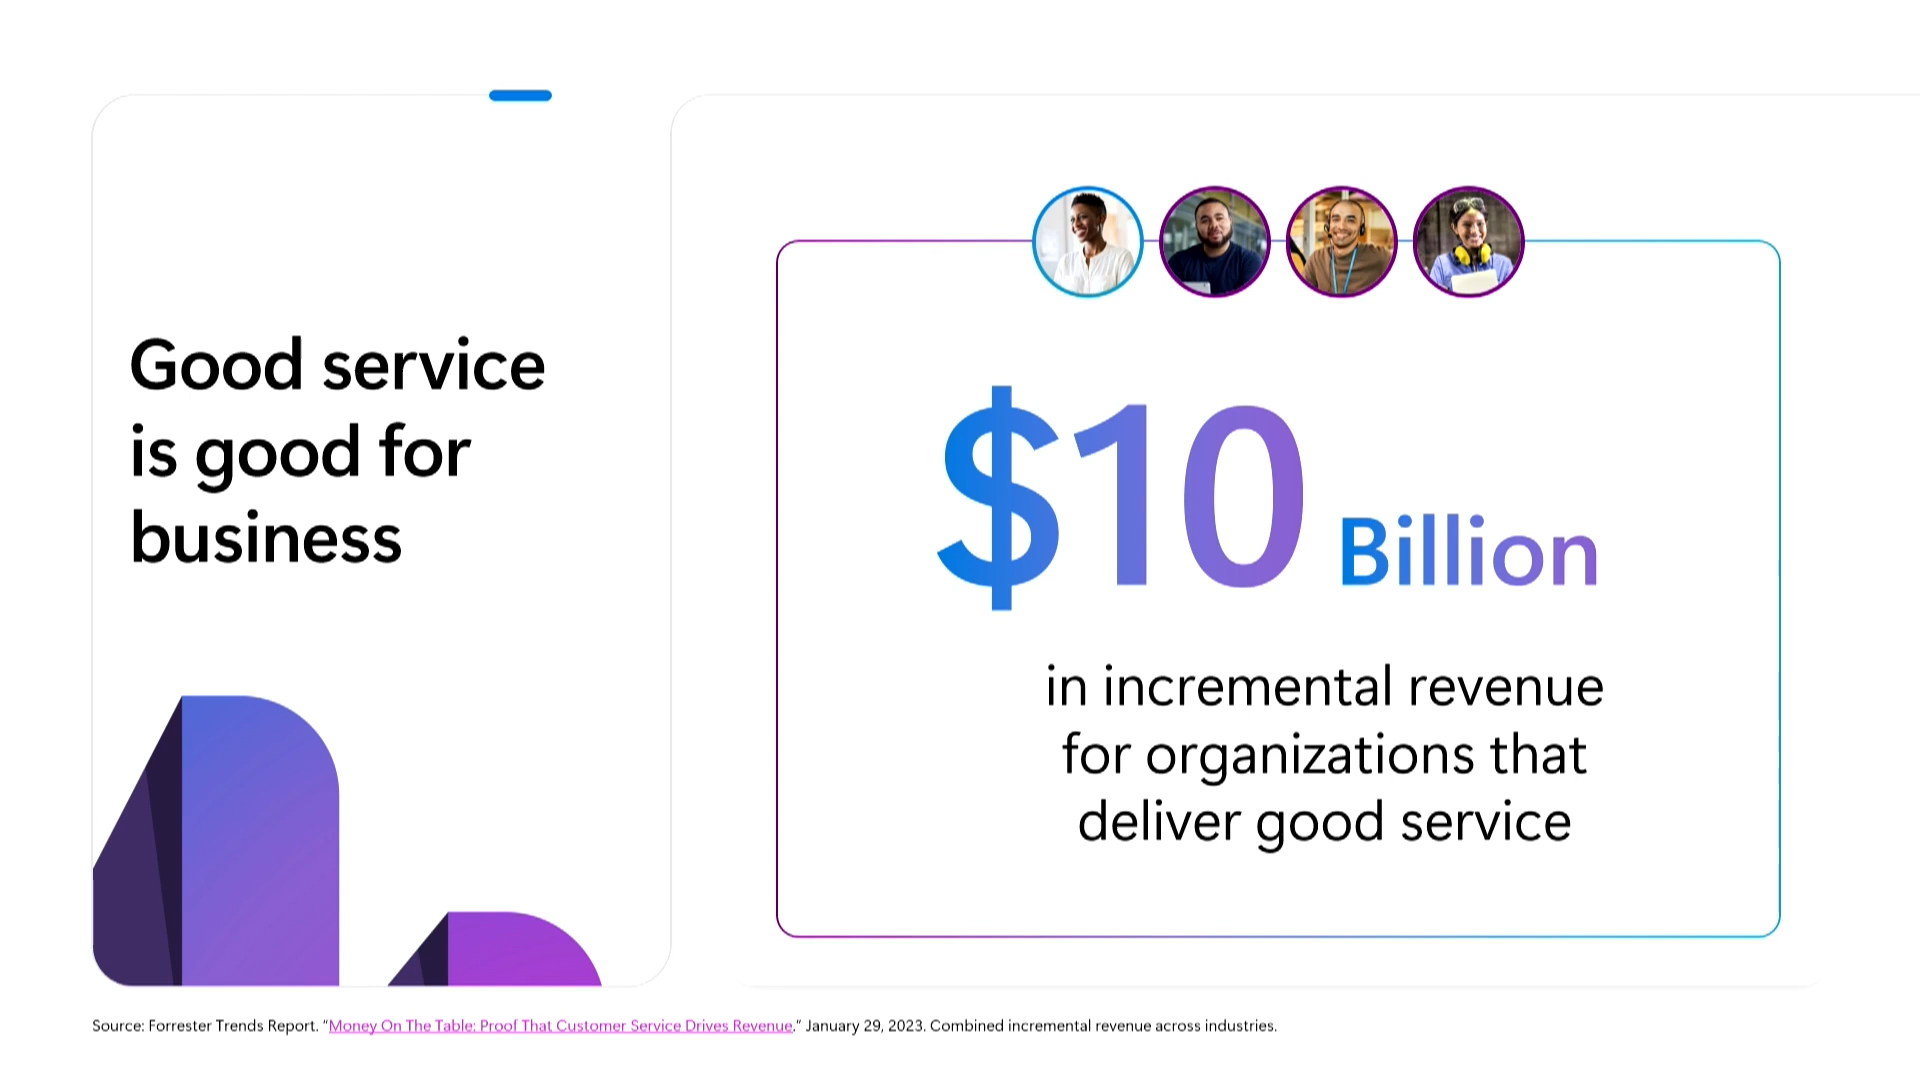 Good service
is good for
business
$10 Billion
in incremental revenue
for organizations that
deliver good service
Source: Forrester Trends Report. “Money On The Table: Proof That Customer Service Drives Revenue.” January 29, 2023. Combined incremental revenue across industries.